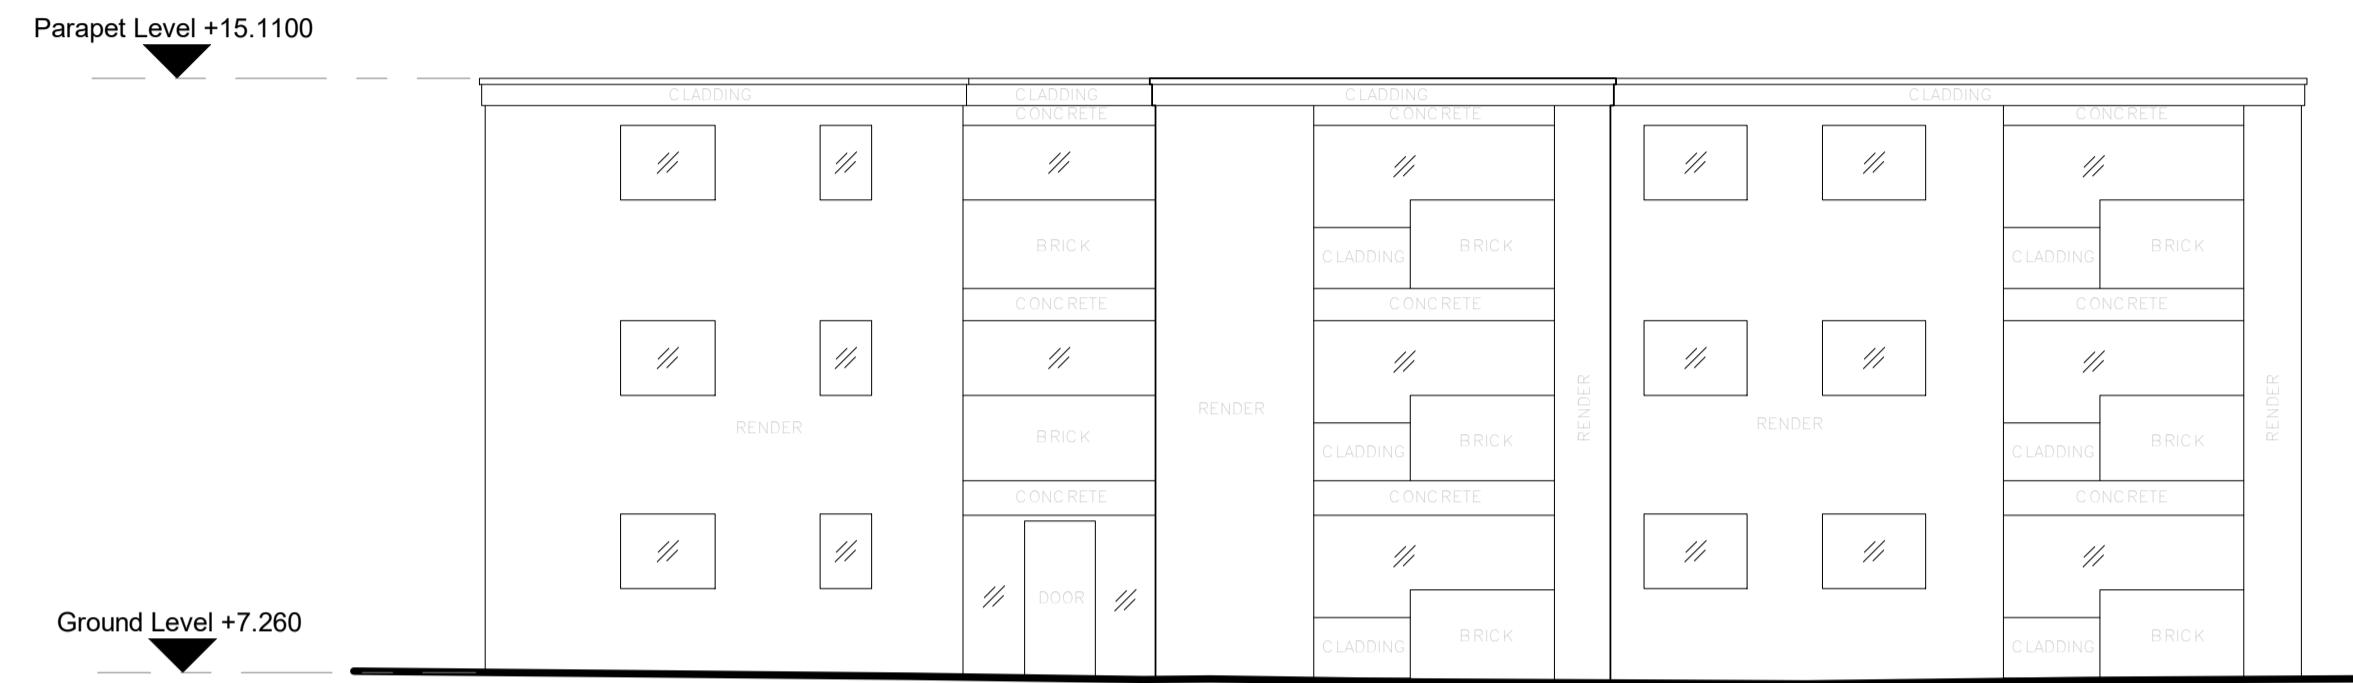 Parapet Level +15.1100
CLADDING CLADDING CLADDING CLADDING
CONCRETE CONCRETE CONCRETE
BRICK BRICK BRICK
CLADDING CLADDING
CONCRETE CONCRETE CONCRETE
RENDER RENDER RENDER RENDER RENDER
BRICK BRICK BRICK
CLADDING CLADDING
CONCRETE CONCRETE CONCRETE
DOOR
Ground Level +7.260
BRICK BRICK
CLADDING CLADDING